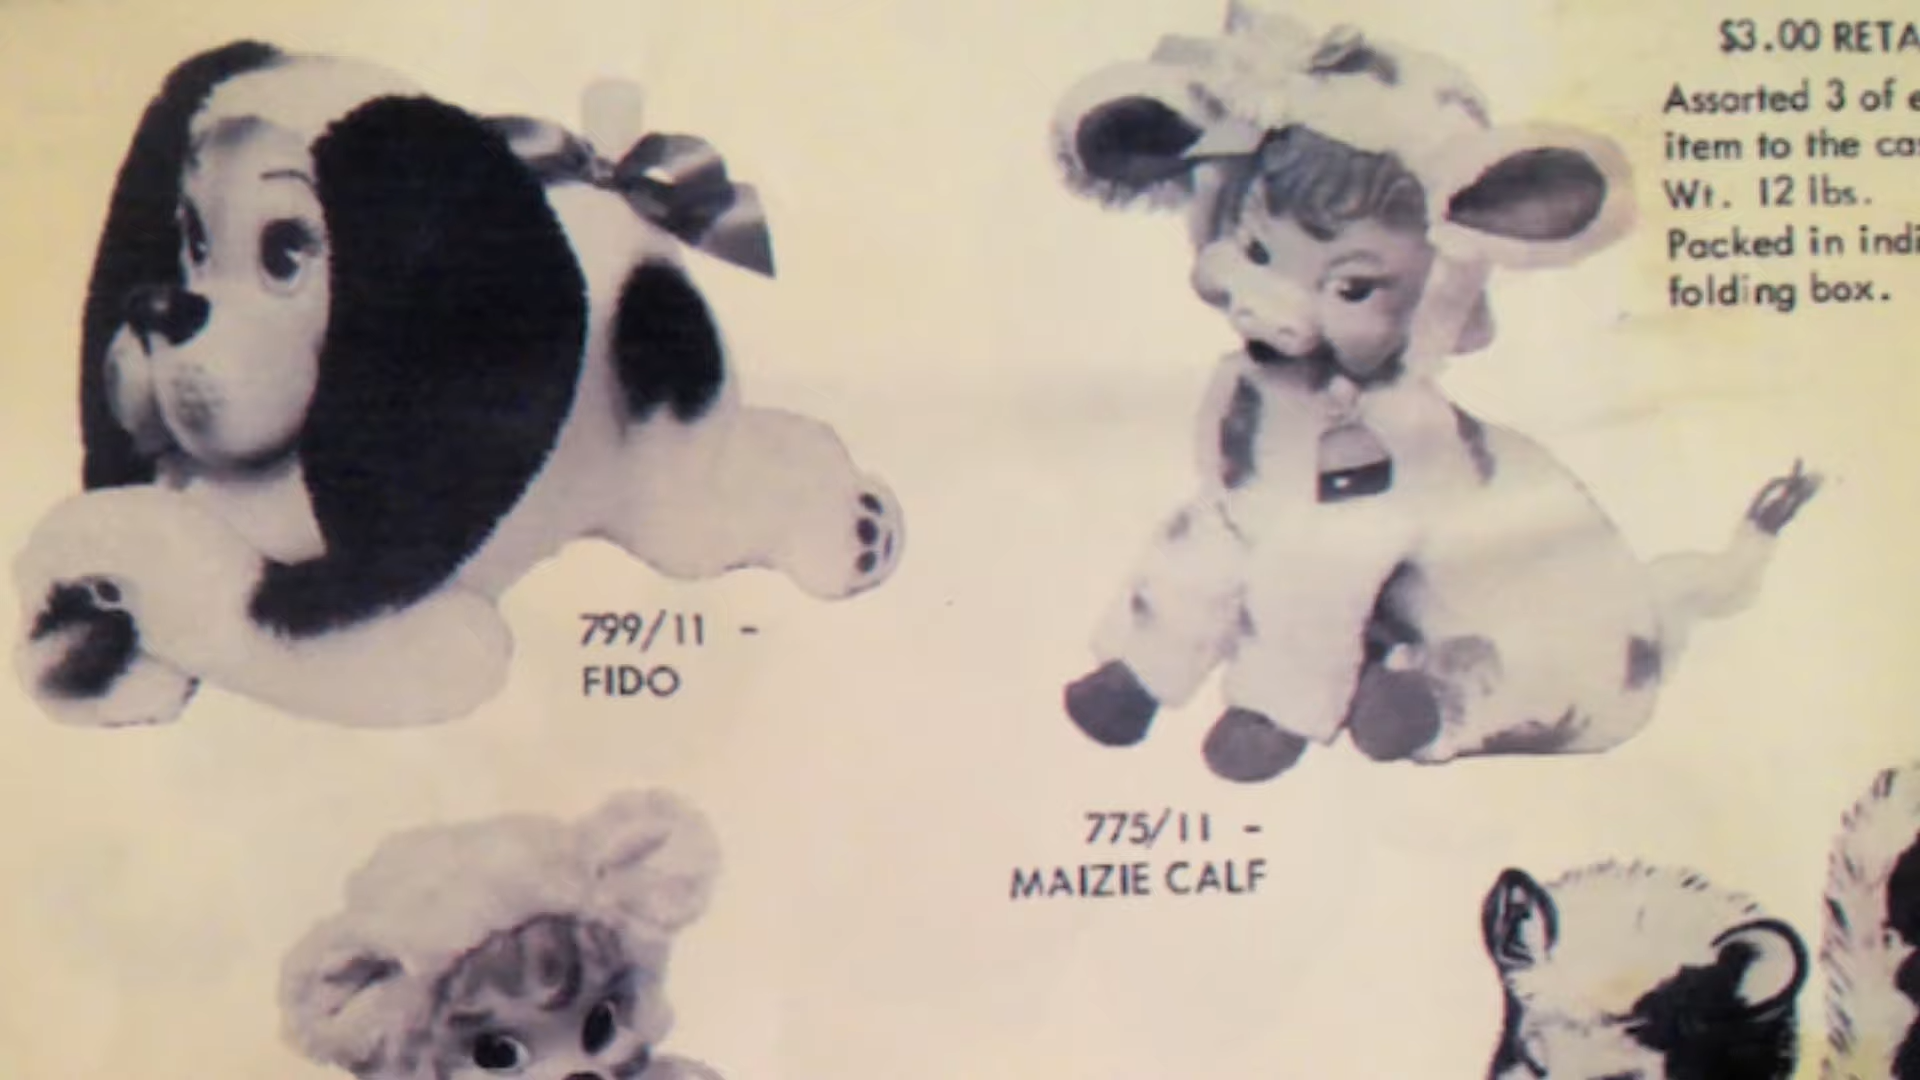 $3.00 RETA
Assorted 3 of e
item to the cas
Wt. 12 lbs.
Packed in indi
folding box.
799/11 -
FIDO
775/11 -
MAIZIE CALF